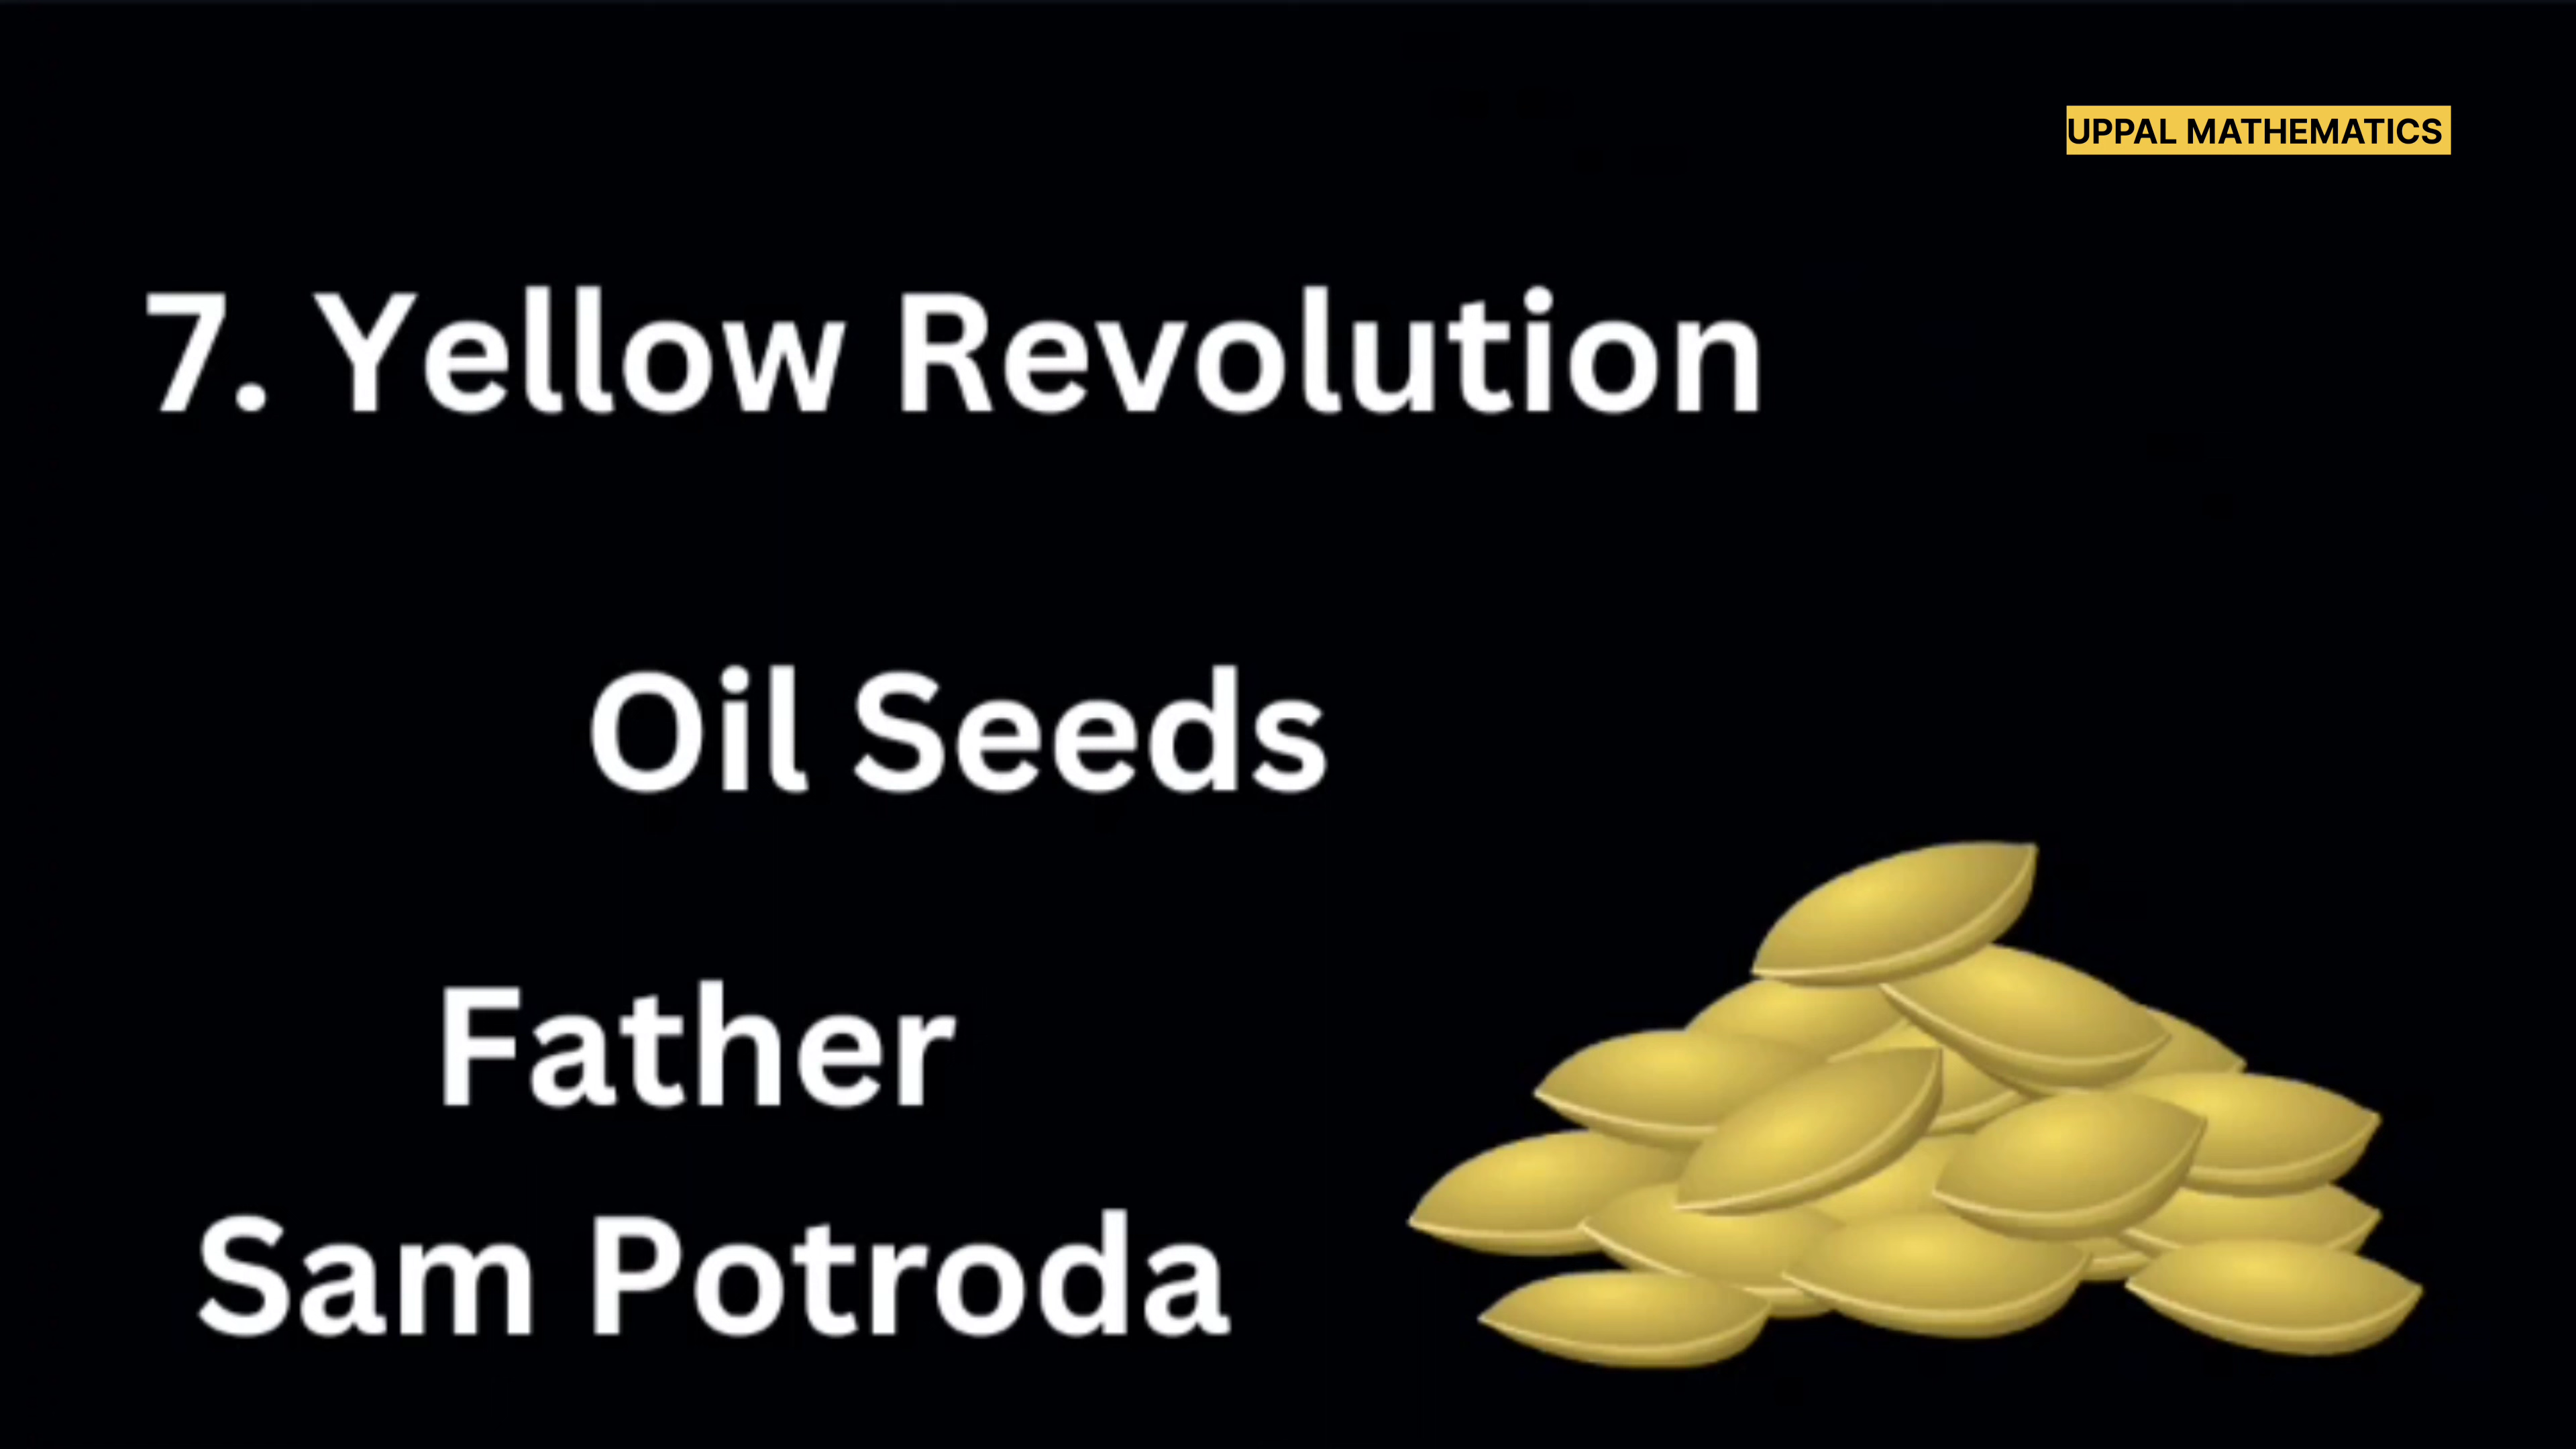 UPPAL MATHEMATICS
7. Yellow Revolution
Oil Seeds
Father
Sam Potroda